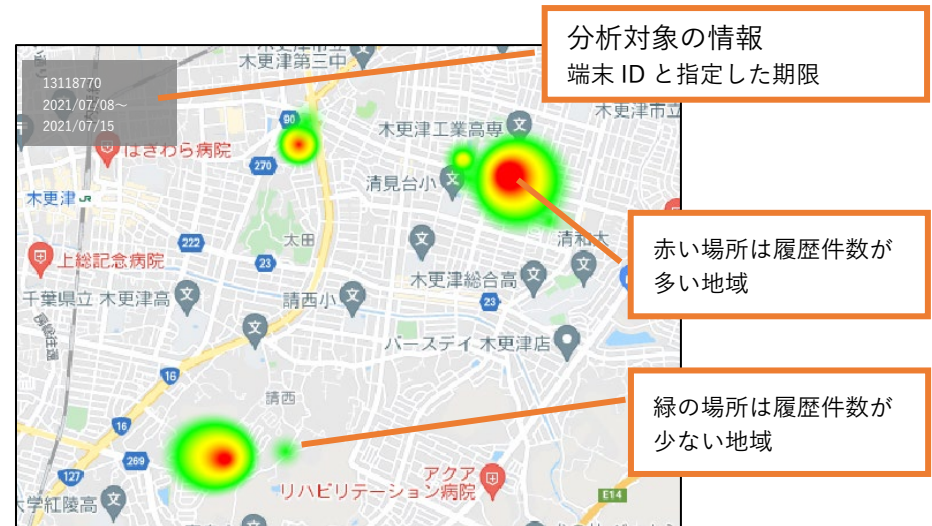 分析対象の情報
端末 ID と指定した期限
木更津第三中
13118770
2021/07/08～
2021/07/15
90
木更津工業高専
木更津市立
はぎわら病院
270
清見台小
木更津
JR
222
太田
清和大
上総記念病院
23
木更津総合高
赤い場所は履歴件数が
多い地域
千葉県立 木更津高
請西小
23
バースデイ 木更津店
16
請西
緑の場所は履歴件数が
少ない地域
16
269
127
アクア
リハビリテーション病院
E14
学紅陵高